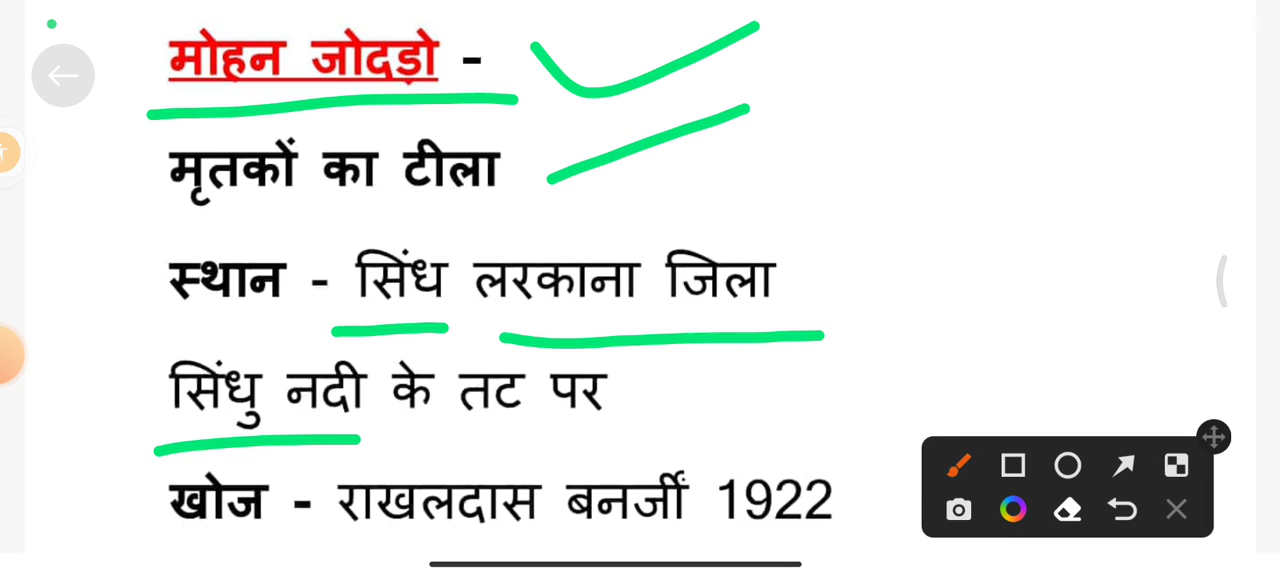 मोहन जोदड़ो -
मृतकों का टीला
स्थान - सिंध लरकाना जिला
सिंधु नदी के तट पर
खोज - राखलदास बनर्जीं 1922